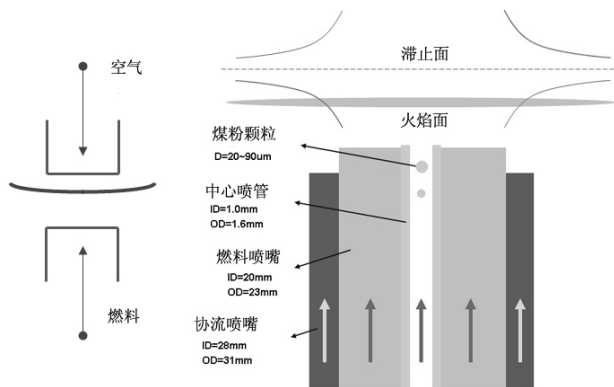 空气
燃料
滞止面
火焰面
煤粉颗粒
D=20~90um
中心喷管
ID=1.0mm
OD=1.6mm
燃料喷嘴
ID=20mm
OD=23mm
协流喷嘴
ID=28mm
OD=31mm